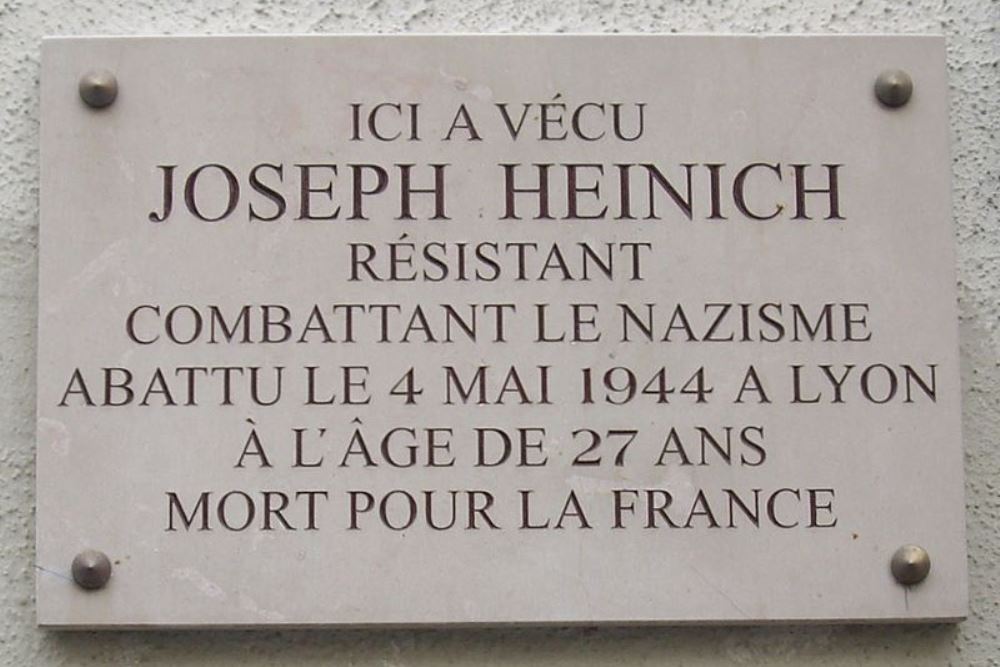 ICI A VÉCU
JOSEPH HEINICH
RÉSISTANT
COMBATTANT LE NAZISME
ABATTU LE 4 MAI 1944 A LYON
À L'ÂGE DE 27 ANS
MORT POUR LA FRANCE